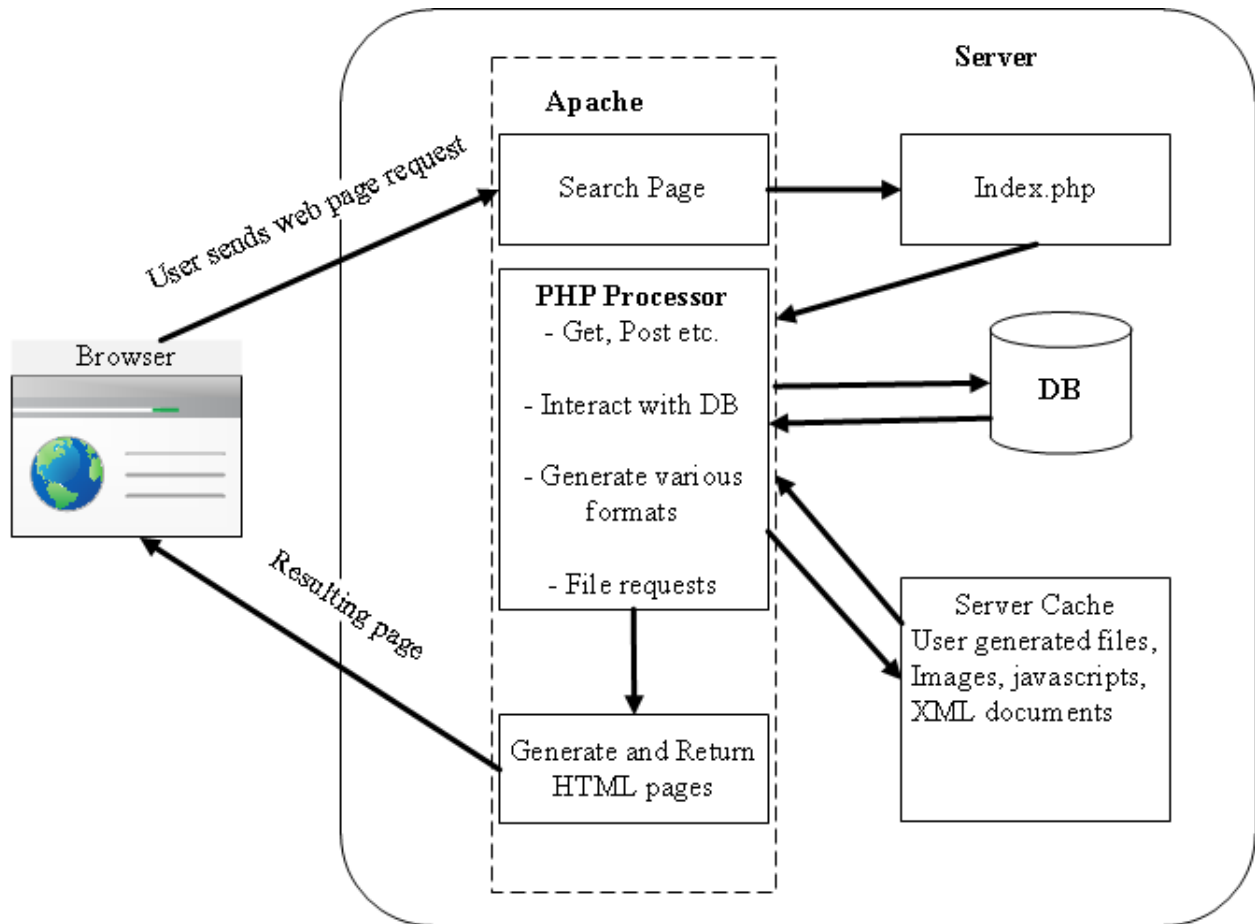 Server
Apache
User sends web page request
Search Page
Index.php
PHP Processor
- Get, Post etc.
- Interact with DB
- Generate various
formats
- File requests
Browser
DB
Resulting page
Server Cache
User generated files,
Images, javascripts,
XML documents
Generate and Return
HTML pages